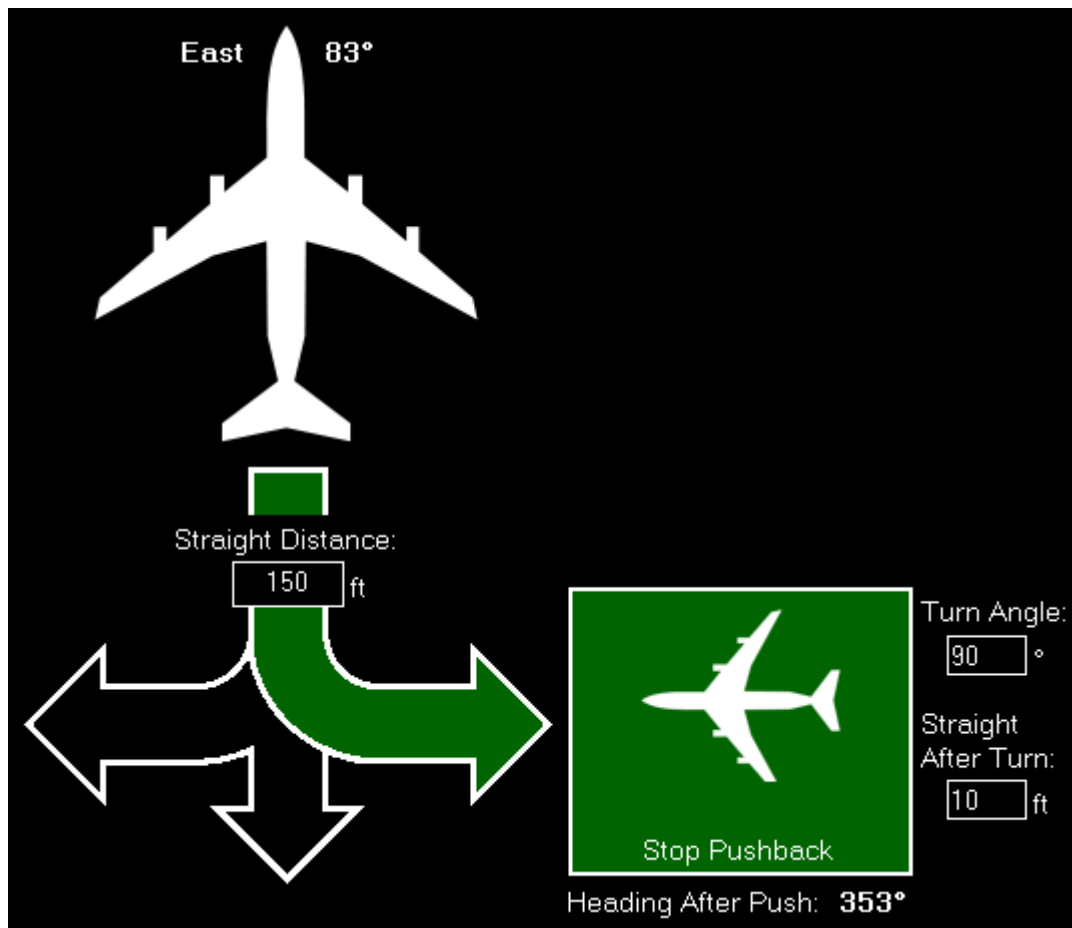 East 83°
Straight Distance:
150 ft
Turn Angle:
90 °
Straight
After Turn:
10 ft
Stop Pushback
Heading After Push: 353°